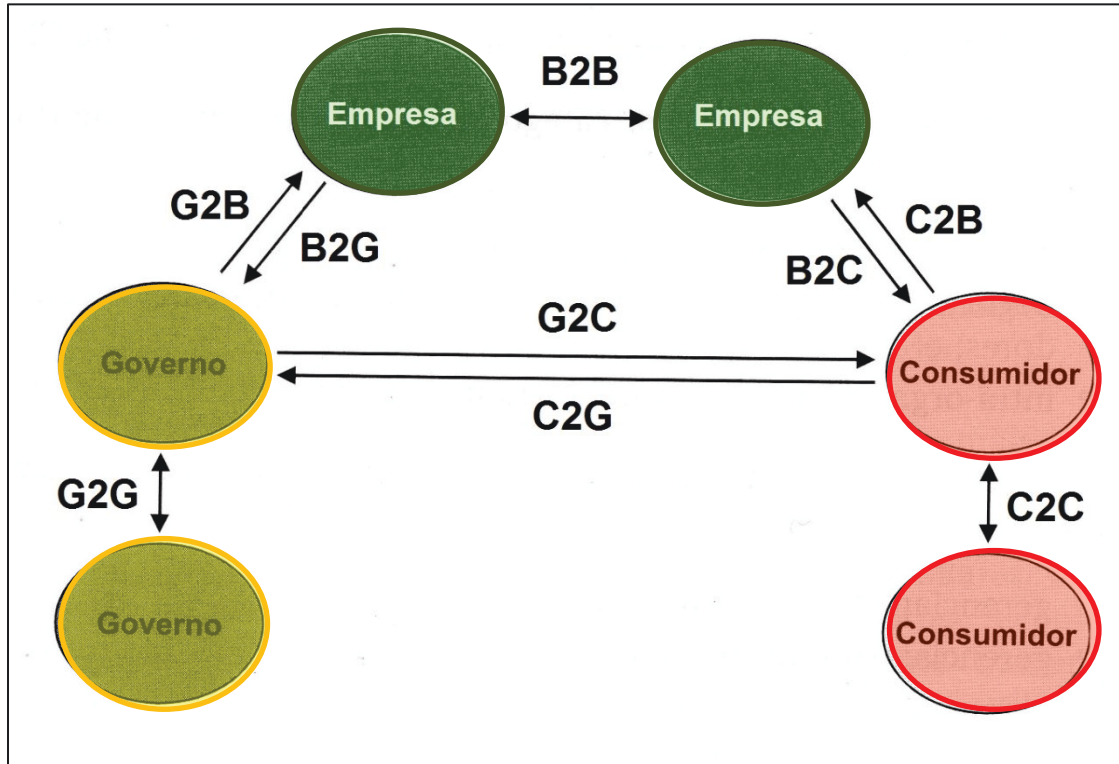 B2B
Empresa
Empresa
G2B
C2B
B2G
B2C
G2C
Governo
Consumidor
C2G
G2G
C2C
Governo
Consumidor